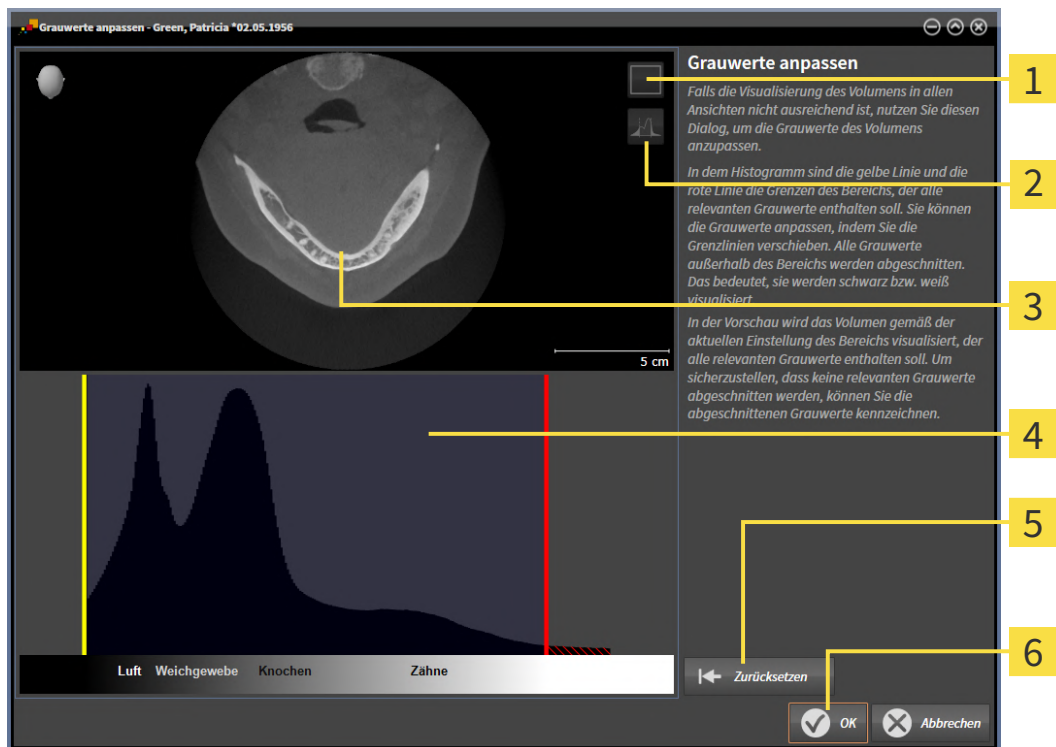 Grauwerte anpassen - Green, Patricia *02.05.1956
Grauwerte anpassen
Falls die Visualisierung des Volumens in allen
Ansichten nicht ausreichend ist, nutzen Sie diesen
Dialog, um die Grauwerte des Volumens
anzupassen.
In dem Histogramm sind die gelbe Linie und die
rote Linie die Grenzen des Bereichs, der alle
relevanten Grauwerte enthalten soll. Sie können
die Grauwerte anpassen, indem Sie die
Grenzlinien verschieben. Alle Grauwerte
außerhalb des Bereichs werden abgeschnitten.
Das bedeutet, sie werden schwarz bzw. weiß
visualisiert.
In der Vorschau wird das Volumen gemäß der
aktuellen Einstellung des Bereichs visualisiert, der
alle relevanten Grauwerte enthalten soll. Um
sicherzustellen, dass keine relevanten Grauwerte
abgeschnitten werden, können Sie die
abgeschnittenen Grauwerte kennzeichnen.
5 cm
Luft Weichgewebe Knochen Zähne
Zurücksetzen
OK Abbrechen
1
2
3
4
5
6